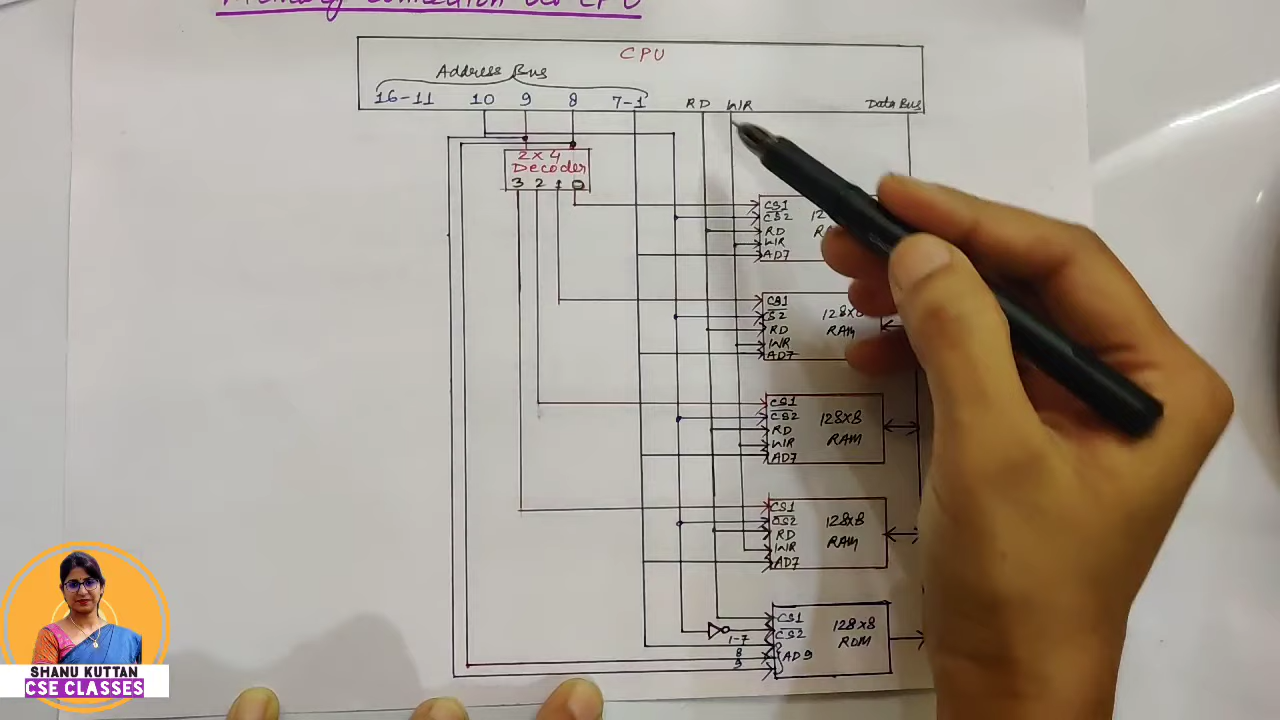 CPU
Address Bus
16-11 10 9 8 7-1 RD WR Data Bus
2x4
Decoder
3 2 1 0
CS1
CS2
RD
WR
AD7
CS1
CS2
RD
WR
AD7
128x8
RAM
CS1
CS2
RD
WR
AD7
128x8
RAM
CS1
CS2
RD
WR
AD7
128x8
RAM
CS1
CS2
1-7
8
9
AD9
128x8
ROM
SHANU KUTTAN
CSE CLASSES